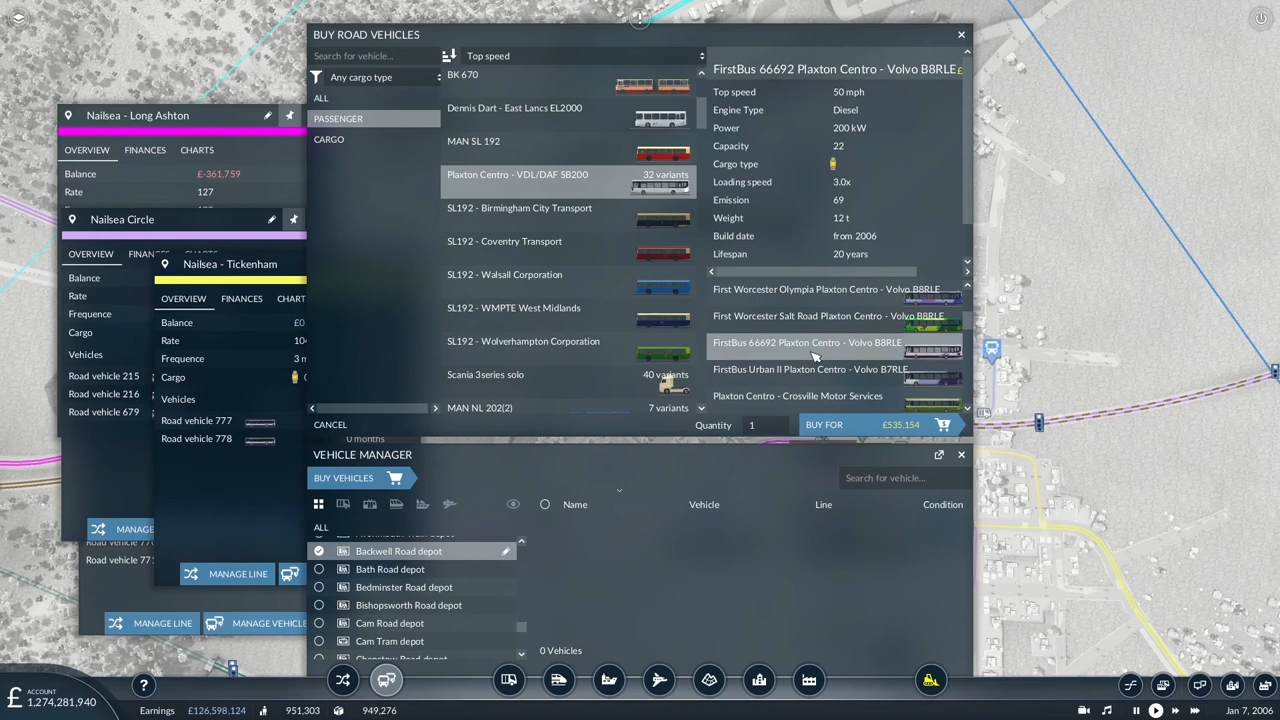 BUY ROAD VEHICLES
Search for vehicle...
Top speed
Any cargo type
ALL
PASSENGER
CARGO
BK 670
Dennis Dart - East Lancs EL2000
MAN SL 192
Plaxton Centro - VDL/DAF SB200
32 variants
SL192 - Birmingham City Transport
SL192 - Coventry Transport
SL192 - Walsall Corporation
SL192 - WMPTE West Midlands
SL192 - Wolverhampton Corporation
Scania 3series solo
40 variants
MAN NL 202(2)
7 variants
CANCEL
FirstBus 66692 Plaxton Centro - Volvo B8RLE £
Top speed 50 mph
Engine Type Diesel
Power 200 kW
Capacity 22
Cargo type
Loading speed 3.0x
Emission 69
Weight 12 t
Build date from 2006
Lifespan 20 years
First Worcester Olympia Plaxton Centro - Volvo B8RLE
First Worcester Salt Road Plaxton Centro - Volvo B8RLE
FirstBus 66692 Plaxton Centro - Volvo B8RLE
FirstBus Urban II Plaxton Centro - Volvo B7RLE
Plaxton Centro - Crosville Motor Services
Quantity 1
BUY FOR £535,154
Nailsea - Long Ashton
OVERVIEW FINANCES CHARTS
Balance £-361,759
Rate 127
Nailsea Circle
OVERVIEW
Balance
Rate
Frequency
Cargo
Vehicles
Road vehicle 215
Road vehicle 216
Road vehicle 679
Nailsea - Tickenham
OVERVIEW FINANCES CHART
Balance £0
Frequency
Cargo
Vehicles
Road vehicle 777
Road vehicle 778
MANAGE LINE
Road vehicle 771
MANAGE LINE
MANAGE VEHICLE
0 months
VEHICLE MANAGER
BUY VEHICLES
Search for vehicle...
Name Vehicle Line Condition
ALL
Backwell Road depot
Bath Road depot
Bedminster Road depot
Bishopsworth Road depot
Cam Road depot
Cam Tram depot
Chepstow Road depot
0 Vehicles
£ ACCOUNT
1,274,281,940
?
Earnings £126,598,124
951,303
949,276
Jan 7, 2006